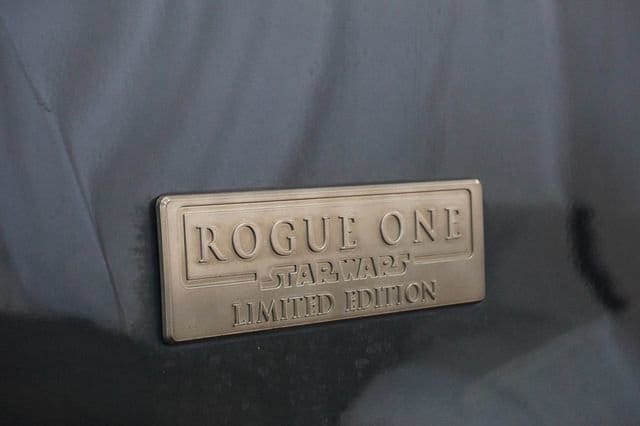 ROGUE ONE
STAR WARS
LIMITED EDITION